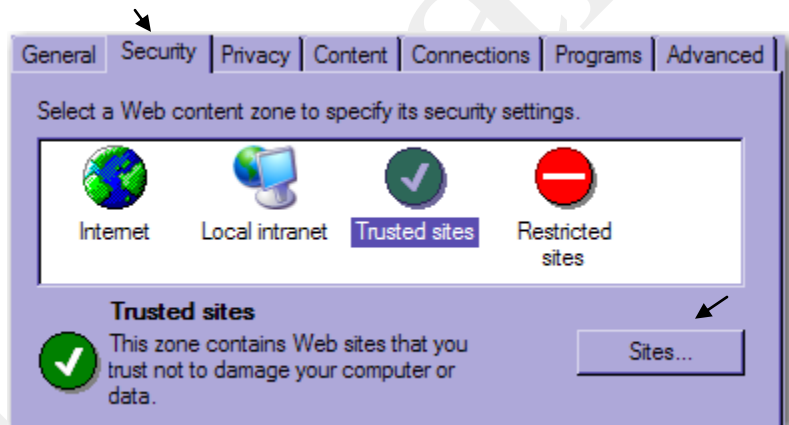 General Security Privacy Content Connections Programs Advanced
Select a Web content zone to specify its security settings.
Internet Local intranet Trusted sites Restricted
sites
Trusted sites
This zone contains Web sites that you
trust not to damage your computer or
data.
Sites...